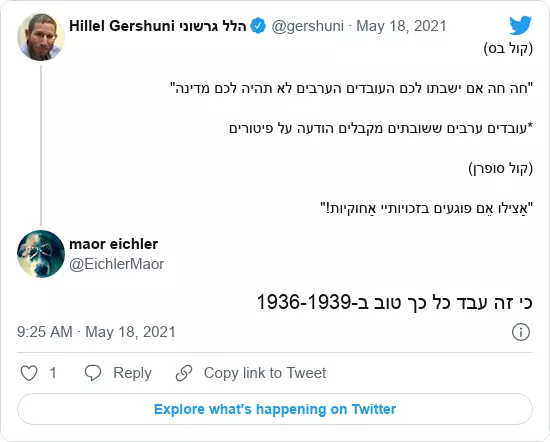 Hillel Gershuni הלל גרשוני @gershuni · May 18, 2021
(קול בס)
"חה חה אם ישבתו לכם העובדים הערבים לא תהיה לכם מדינה"
*עובדים ערבים ששובתים מקבלים הודעה על פיטורים
(קול סופרן)
"אַצילו אֵם פוגעים בזכויותיי אַחוקיות!"
maor eichler
@EichlerMaor
כי זה עבד כל כך טוב ב-1936-1939
9:25 AM · May 18, 2021
1 Reply Copy link to Tweet
Explore what's happening on Twitter